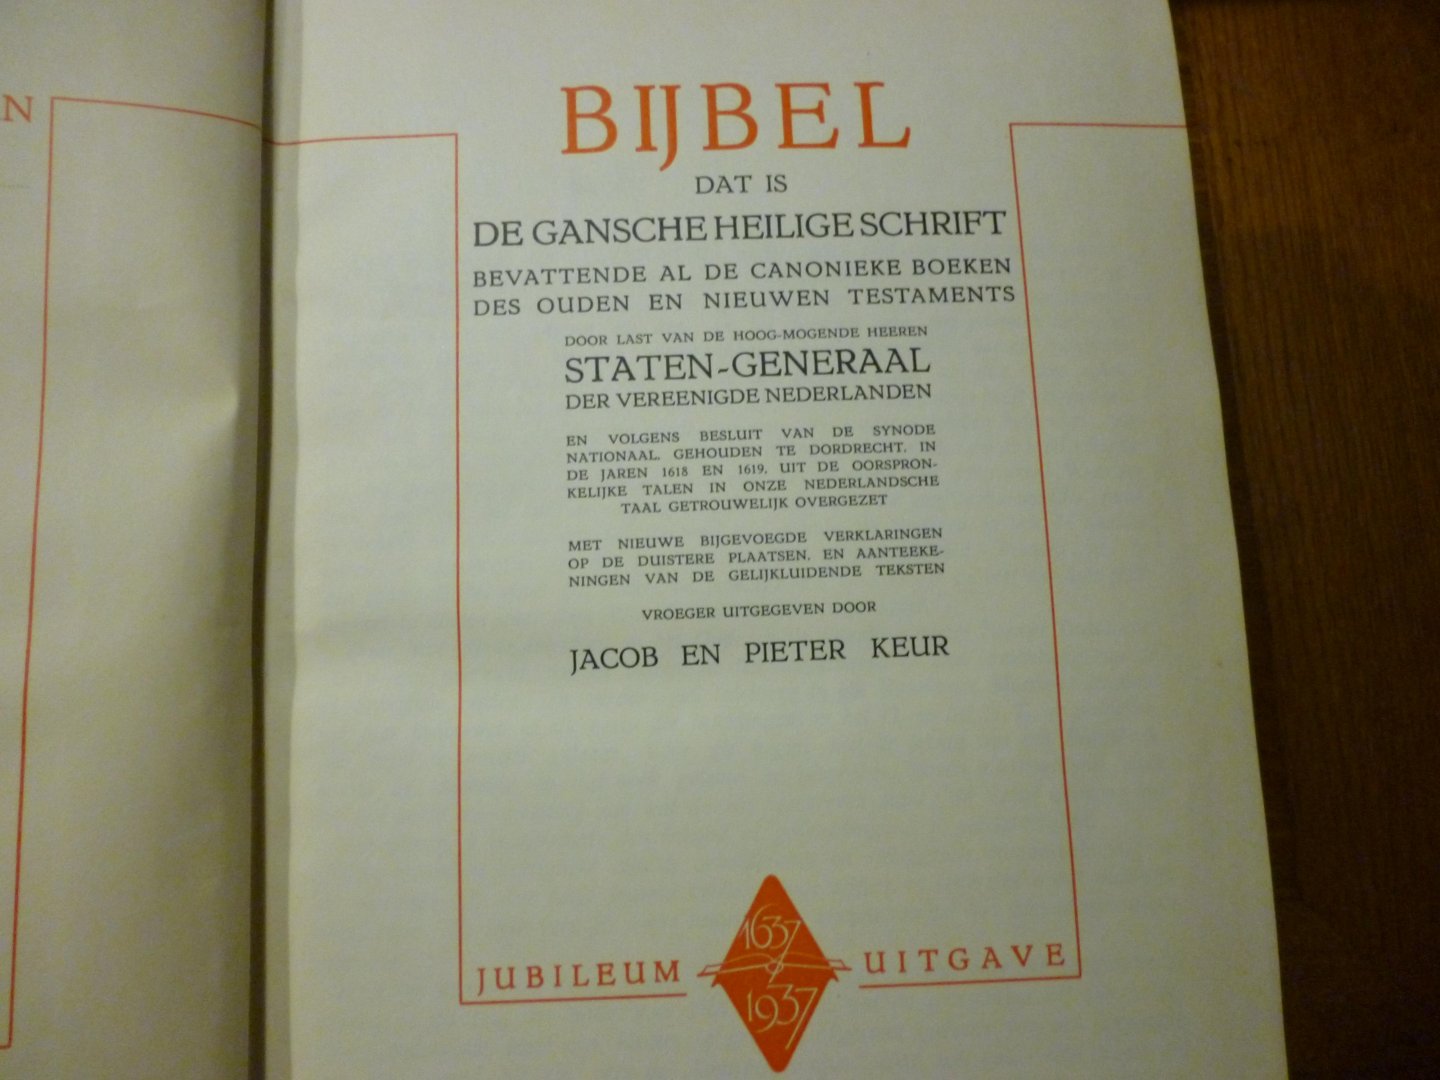 N
BIJBEL
DAT IS
DE GANSCHE HEILIGE SCHRIFT
BEVATTENDE AL DE CANONIEKE BOEKEN
DES OUDEN EN NIEUWEN TESTAMENTS
DOOR LAST VAN DE HOOG-MOGENDE HEEREN
STATEN-GENERAAL
DER VEREENIGDE NEDERLANDEN
EN VOLGENS BESLUIT VAN DE SYNODE
NATIONAAL, GEHOUDEN TE DORDRECHT, IN
DE JAREN 1618 EN 1619, UIT DE OORSPRON-
KELIJKE TALEN IN ONZE NEDERLANDSCHE
TAAL GETROUWELIJK OVERGEZET
MET NIEUWE BIJGEVOEGDE VERKLARINGEN
OP DE DUISTERE PLAATSEN, EN AANTEEKE-
NINGEN VAN DE GELIJKLUIDENDE TEKSTEN
VROEGER UITGEGEVEN DOOR
JACOB EN PIETER KEUR
1637
JUBILEUM UITGAVE
1937